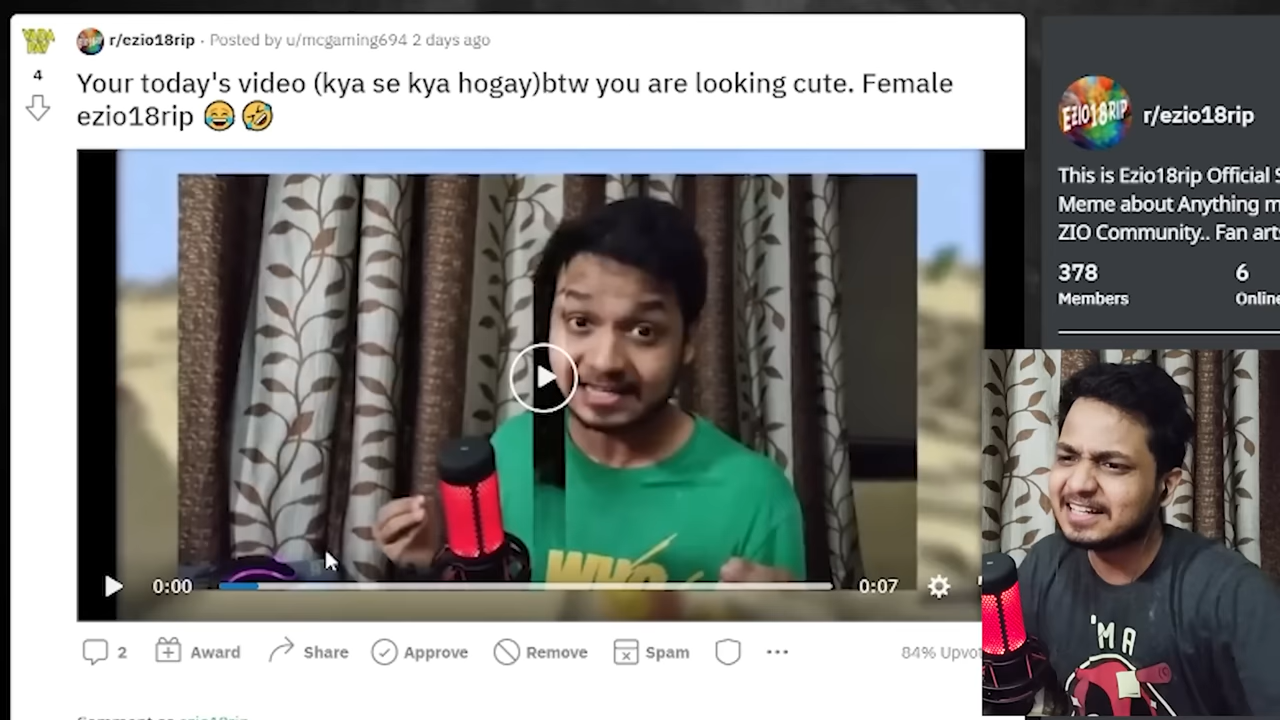 r/ezio18rip · Posted by u/mcgaming694 2 days ago
4
Your today's video (kya se kya hogay)btw you are looking cute. Female
ezio18rip 😂🤣
EZIO18RIP
r/ezio18rip
This is Ezio18rip Official S
Meme about Anything m
ZIO Community.. Fan art
378
6
Members
Online
0:00
0:07
2
Award
Share
Approve
Remove
Spam
84% Upvo
Comment as ezio18rip
I'M A